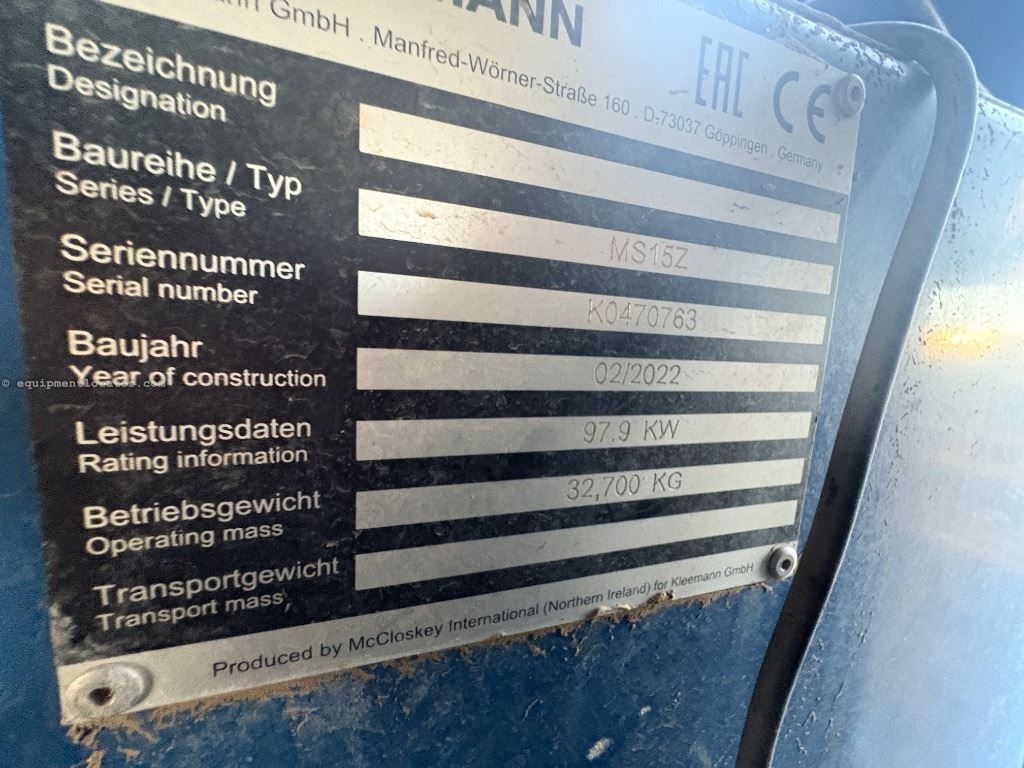 GmbH . Manfred-Wörner-Straße 160 . D-73037 Göppingen . Germany
EAC CE
Bezeichnung
Designation
Baureihe / Typ
Series / Type
MS15Z
Seriennummer
Serial number
K0470763
Baujahr
Year of construction
02/2022
Leistungsdaten
Rating information
97.9 KW
Betriebsgewicht
Operating mass
32,700 KG
Transportgewicht
Transport mass
Produced by McCloskey International (Northern Ireland) for Kleemann GmbH